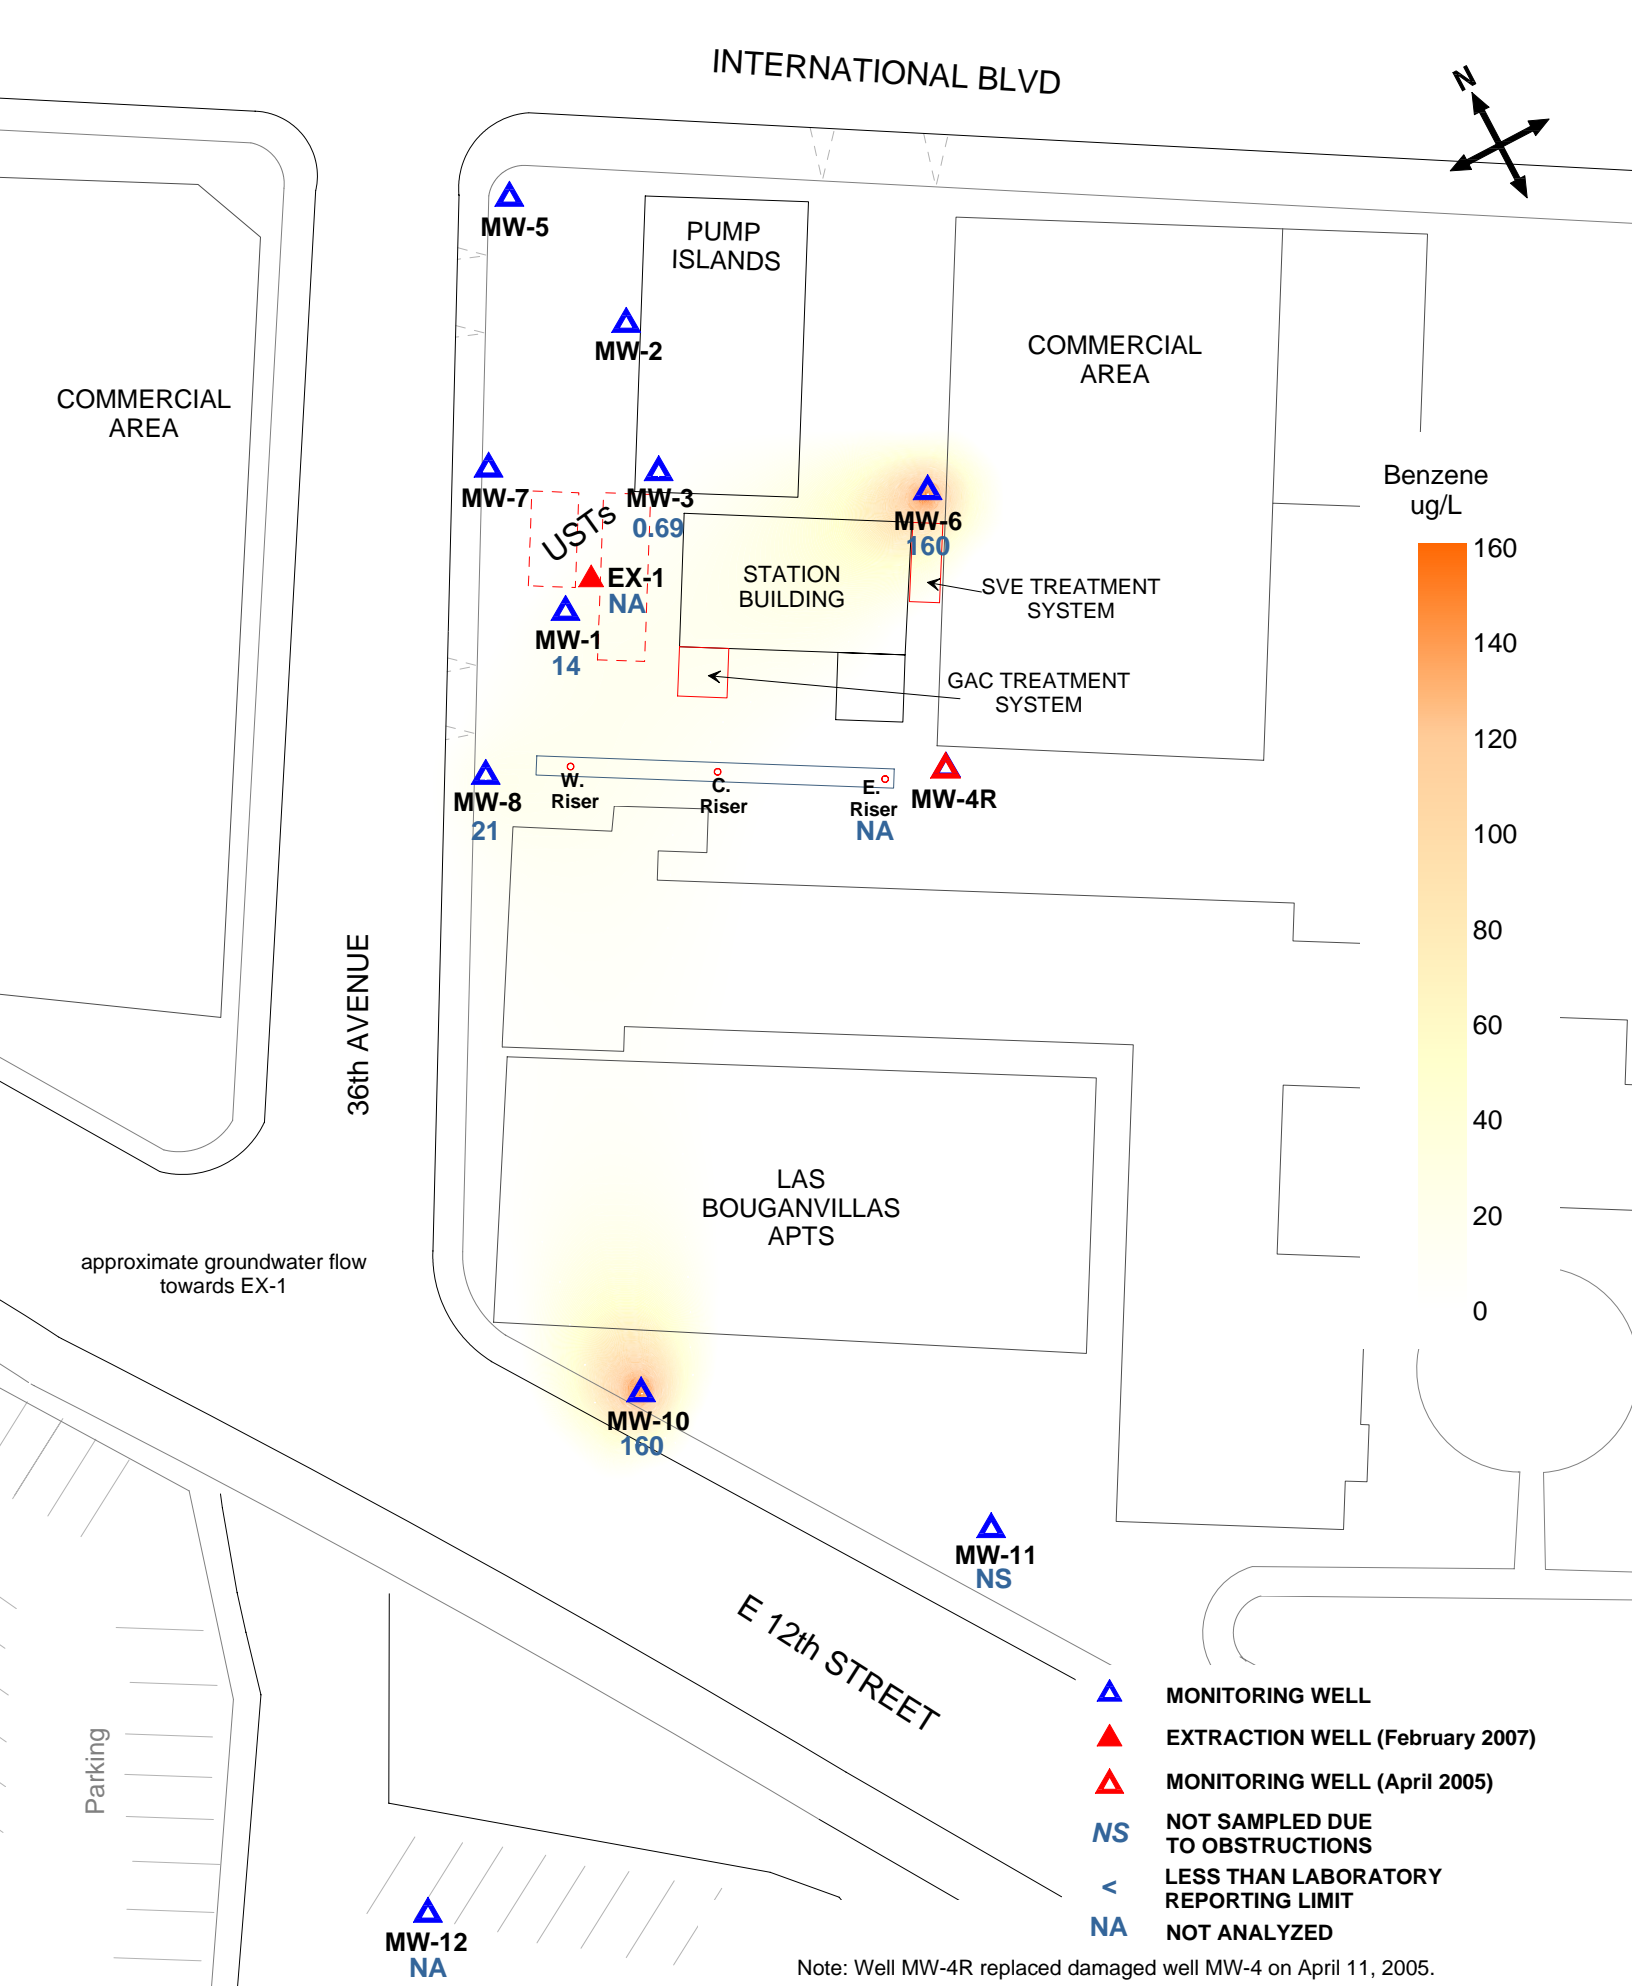 INTERNATIONAL BLVD
N
MW-5
PUMP
ISLANDS
MW-2
COMMERCIAL
AREA
COMMERCIAL
AREA
MW-7
USTs
MW-3
0.69
MW-6
160
EX-1
NA
MW-1
14
STATION
BUILDING
SVE TREATMENT
SYSTEM
GAC TREATMENT
SYSTEM
MW-8
21
W.
Riser
C.
Riser
E.
Riser
NA
MW-4R
Benzene
ug/L
160
140
120
100
80
60
40
20
0
36th AVENUE
LAS
BOUGANVILLAS
APTS
approximate groundwater flow
towards EX-1
MW-10
160
MW-11
NS
E 12th STREET
Parking
MW-12
NA
MONITORING WELL
EXTRACTION WELL (February 2007)
MONITORING WELL (April 2005)
NS NOT SAMPLED DUE
TO OBSTRUCTIONS
< LESS THAN LABORATORY
REPORTING LIMIT
NA NOT ANALYZED
Note: Well MW-4R replaced damaged well MW-4 on April 11, 2005.